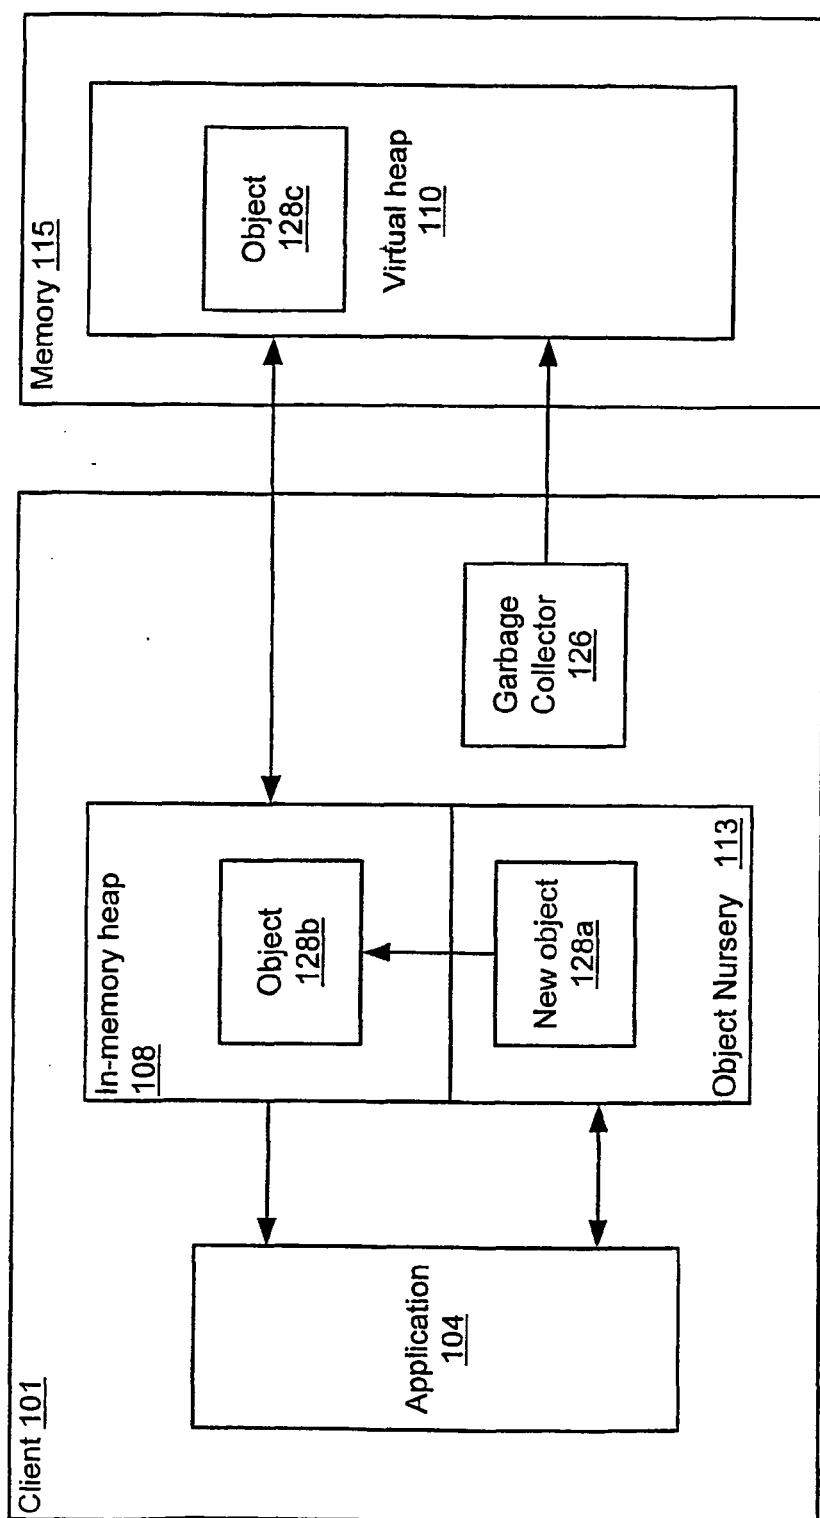 Client 101
Application
104
In-memory heap
108
Object
128b
New object
128a
Object Nursery 113
Garbage
Collector
126
Memory 115
Object
128c
Virtual heap
110